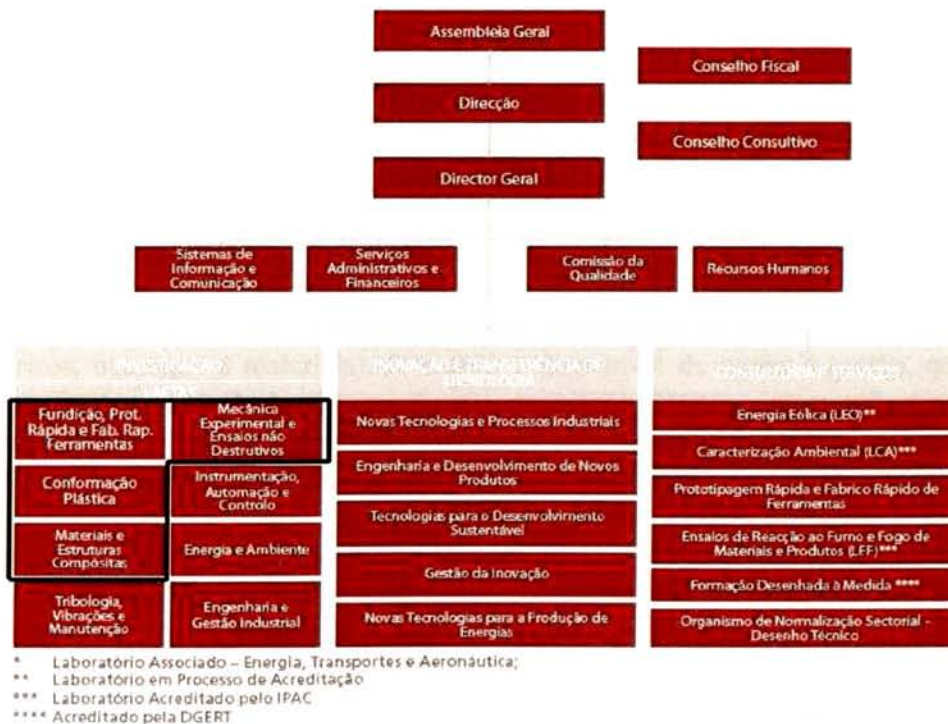 Assembleia Geral
Conselho Fiscal
Direcção
Conselho Consultivo
Director Geral
Sistemas de
Informação e
Comunicação
Serviços
Administrativos e
Financeiros
Comissão da
Qualidade
Recursos Humanos
INOVAÇÃO E TRANSFERÊNCIA DE
TECNOLOGIA
CONSULTORIA E SERVIÇOS
Fundição, Prot.
Rápida e Fab. Rap.
Ferramentas
Mecânica
Experimental e
Ensaios não
Destrutivos
Conformação
Plástica
Instrumentação,
Automação e
Controlo
Materiais e
Estruturas
Compósitas
Energia e Ambiente
Tribologia,
Vibrações e
Manutenção
Engenharia e
Gestão Industrial
Novas Tecnologias e Processos Industriais
Engenharia e Desenvolvimento de Novos
Produtos
Tecnologias para o Desenvolvimento
Sustentável
Gestão da Inovação
Novas Tecnologias para a Produção de
Energias
Energia Eólica (LEO)**
Caracterização Ambiental (LCA)***
Prototipagem Rápida e Fabrico Rápido de
Ferramentas
Ensaios de Reacção ao Fumo e Fogo de
Materiais e Produtos (LFF)***
Formação Desenhada à Medida ****
Organismo de Normalização Sectorial -
Desenho Técnico
* Laboratório Associado – Energia, Transportes e Aeronáutica;
** Laboratório em Processo de Acreditação
*** Laboratório Acreditado pelo IPAC
**** Acreditado pela DGERT